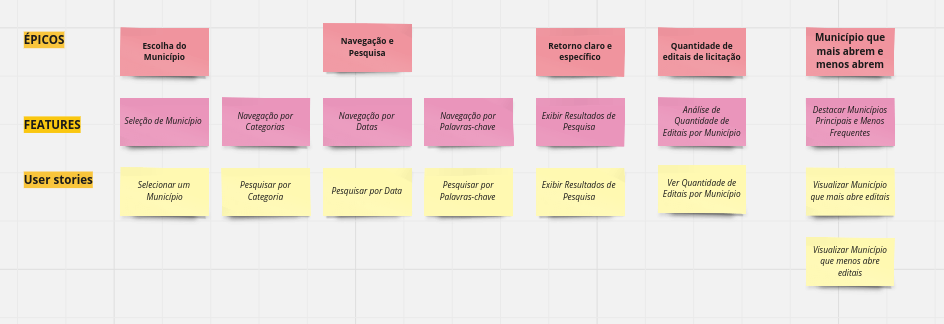 ÉPICOS
Escolha do
Município
Navegação e
Pesquisa
Retorno claro e
específico
Quantidade de
editais de licitação
Município que
mais abrem e
menos abrem
FEATURES
Seleção de Município
Navegação por
Categorias
Navegação por
Datas
Navegação por
Palavras-chave
Exibir Resultados de
Pesquisa
Análise de
Quantidade de
Editais por Município
Destacar Municípios
Principais e Menos
Frequentes
User stories
Selecionar um
Município
Pesquisar por
Categoria
Pesquisar por Data
Pesquisar por
Palavras-chave
Exibir Resultados de
Pesquisa
Ver Quantidade de
Editais por Município
Visualizar Município
que mais abre editais
Visualizar Município
que menos abre
editais